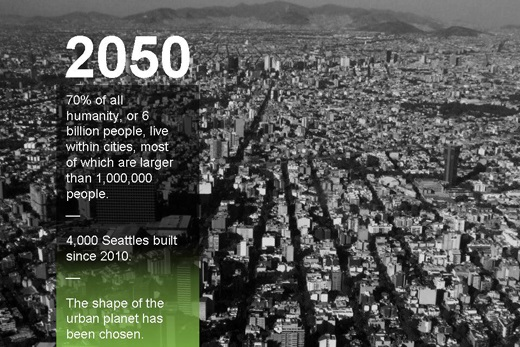 2050
70% of all
humanity, or 6
billion people, live
within cities, most
of which are larger
than 1,000,000
people.
—
4,000 Seattles built
since 2010.
—
The shape of the
urban planet has
been chosen.